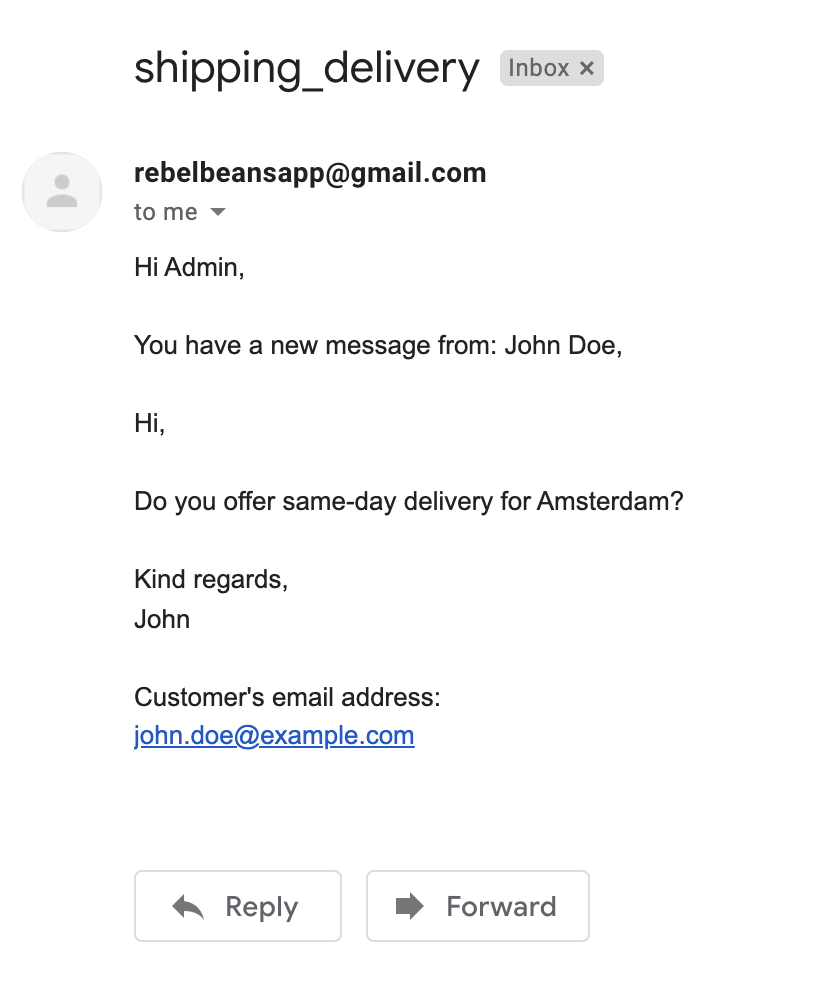 shipping_delivery Inbox ×
rebelbeansapp@gmail.com
to me
Hi Admin,
You have a new message from: John Doe,
Hi,
Do you offer same-day delivery for Amsterdam?
Kind regards,
John
Customer's email address:
john.doe@example.com
Reply Forward